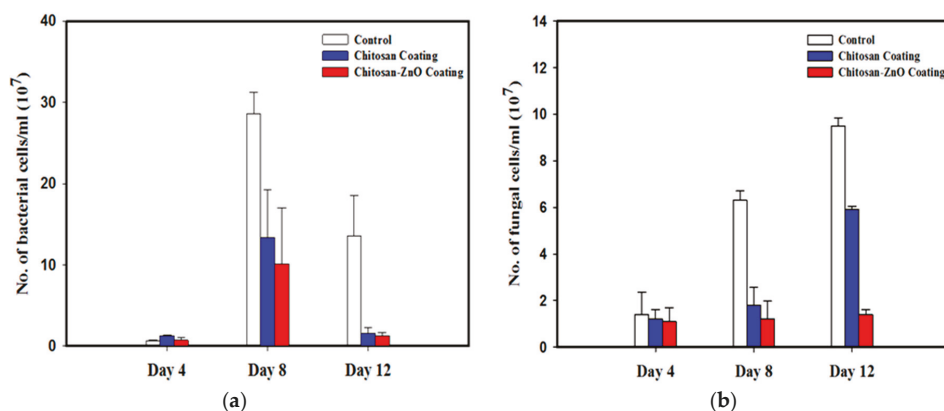 No. of bacterial cells/ml (10⁷)
40
30
20
10
0
Control
Chitosan Coating
Chitosan-ZnO Coating
Day 4 Day 8 Day 12
(a)
No. of fungal cells/ml (10⁷)
14
12
10
8
6
4
2
0
Control
Chitosan Coating
Chitosan-ZnO Coating
Day 4 Day 8 Day 12
(b)